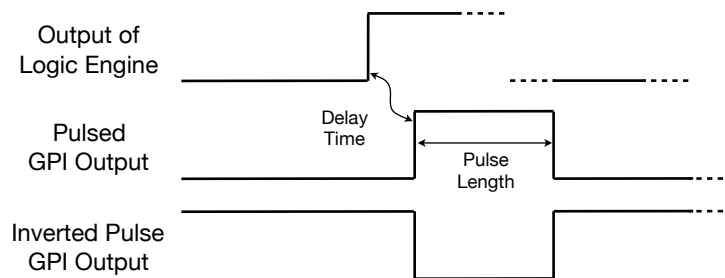 Output of
Logic Engine
Delay
Time
Pulsed
GPI Output
Pulse
Length
Inverted Pulse
GPI Output